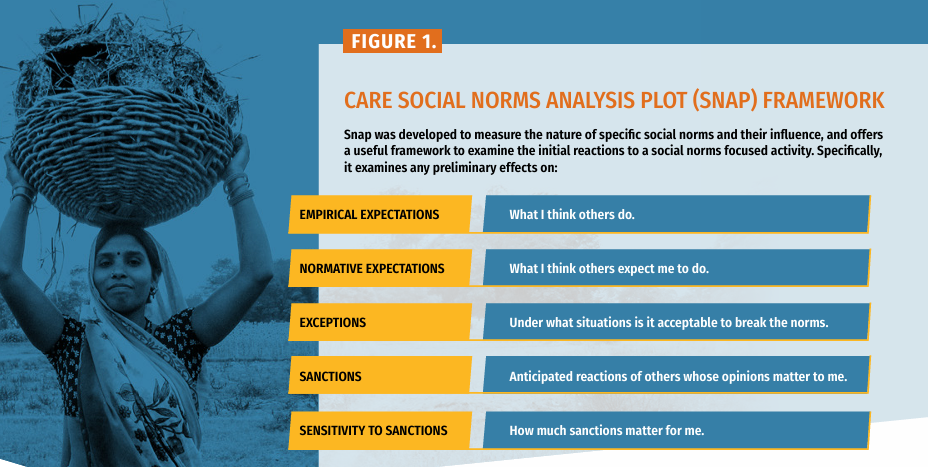 FIGURE 1.
CARE SOCIAL NORMS ANALYSIS PLOT (SNAP) FRAMEWORK
Snap was developed to measure the nature of specific social norms and their influence, and offers
a useful framework to examine the initial reactions to a social norms focused activity. Specifically,
it examines any preliminary effects on:
EMPIRICAL EXPECTATIONS
What I think others do.
NORMATIVE EXPECTATIONS
What I think others expect me to do.
EXCEPTIONS
Under what situations is it acceptable to break the norms.
SANCTIONS
Anticipated reactions of others whose opinions matter to me.
SENSITIVITY TO SANCTIONS
How much sanctions matter for me.